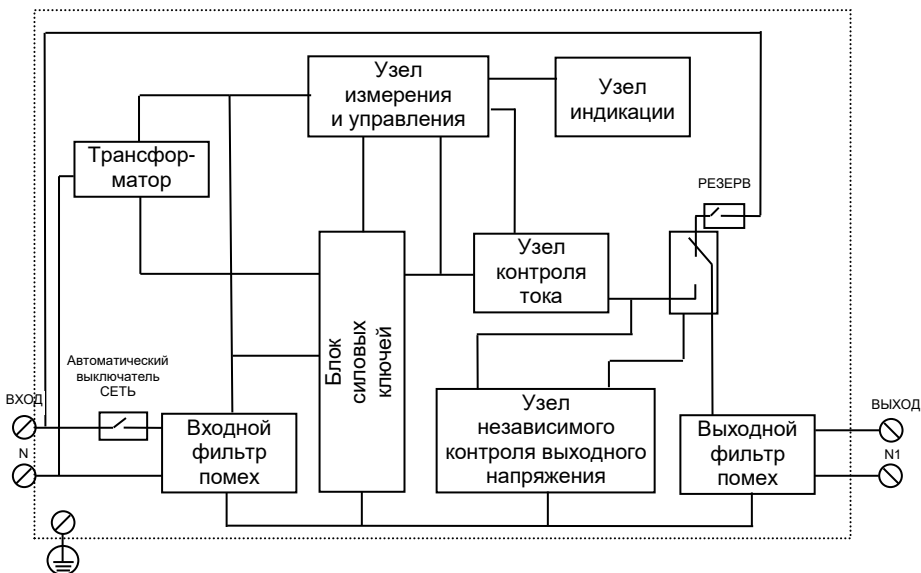 Узел
измерения
и управления
Узел
индикации
Трансфор-
матор
РЕЗЕРВ
Узел
контроля
тока
Блок
силовых
ключей
Автоматический
выключатель
СЕТЬ
ВХОД
N
Входной
фильтр
помех
Узел
независимого
контроля выходного
напряжения
Выходной
фильтр
помех
ВЫХОД
N1